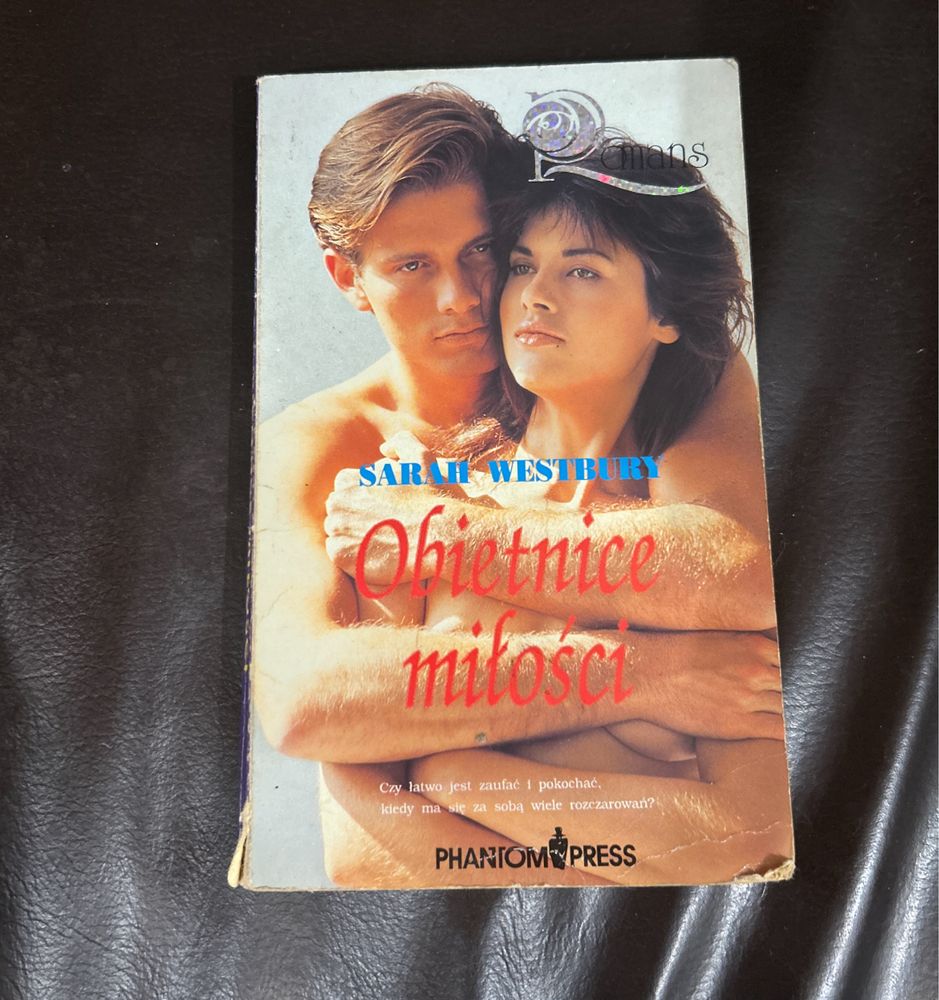 Romans
SARAH WESTBURY
Obietnice
miłości
Czy łatwo jest zaufać i pokochać,
kiedy ma się za sobą wiele rozczarowań?
PHANTOM PRESS